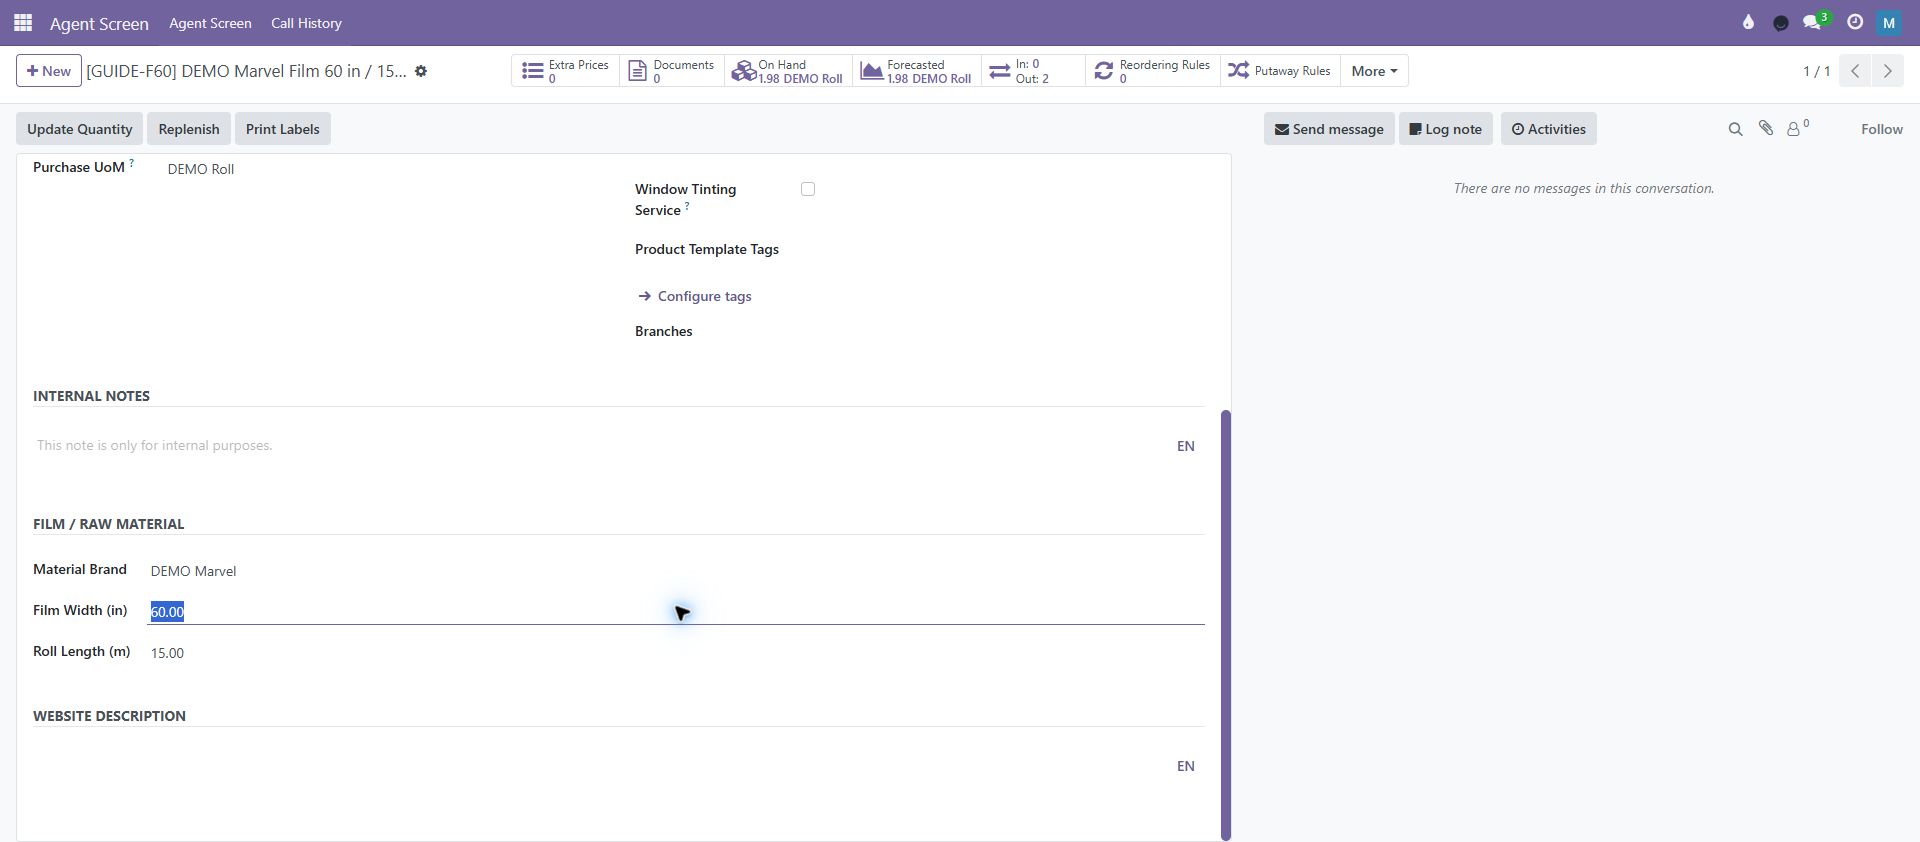 Agent Screen
Agent Screen
Call History
3
M
New
[GUIDE-F60] DEMO Marvel Film 60 in / 15...
Extra Prices
0
Documents
0
On Hand
1.98 DEMO Roll
Forecasted
1.98 DEMO Roll
In: 0
Out: 2
Reordering Rules
0
Putaway Rules
More
1 / 1
Update Quantity
Replenish
Print Labels
Send message
Log note
Activities
0
Follow
Purchase UoM ?
DEMO Roll
There are no messages in this conversation.
Window Tinting
Service ?
Product Template Tags
Configure tags
Branches
INTERNAL NOTES
This note is only for internal purposes.
EN
FILM / RAW MATERIAL
Material Brand
DEMO Marvel
Film Width (in)
60.00
Roll Length (m)
15.00
WEBSITE DESCRIPTION
EN